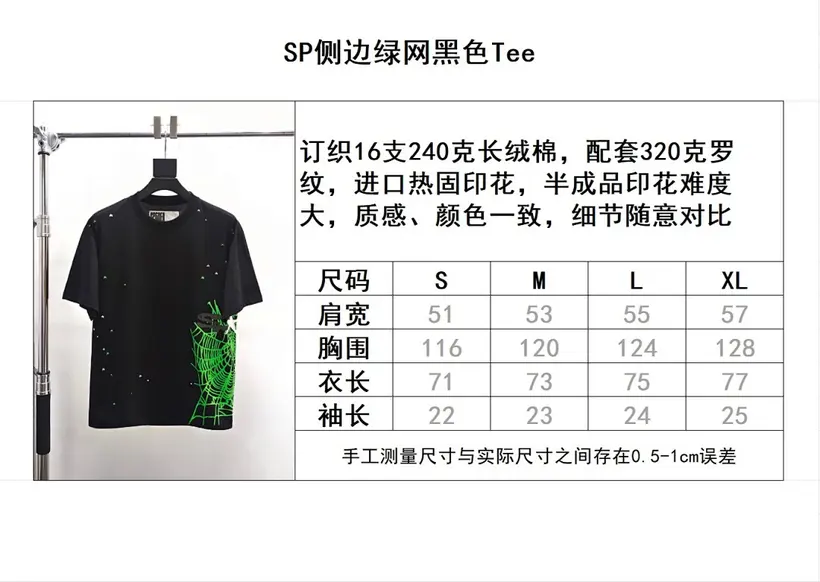 SP侧边绿网黑色Tee
订织16支240克长绒棉，配套320克罗
纹，进口热固印花，半成品印花难度
大，质感、颜色一致，细节随意对比
尺码 S M L XL
肩宽 51 53 55 57
胸围 116 120 124 128
衣长 71 73 75 77
袖长 22 23 24 25
手工测量尺寸与实际尺寸之间存在0.5-1cm误差